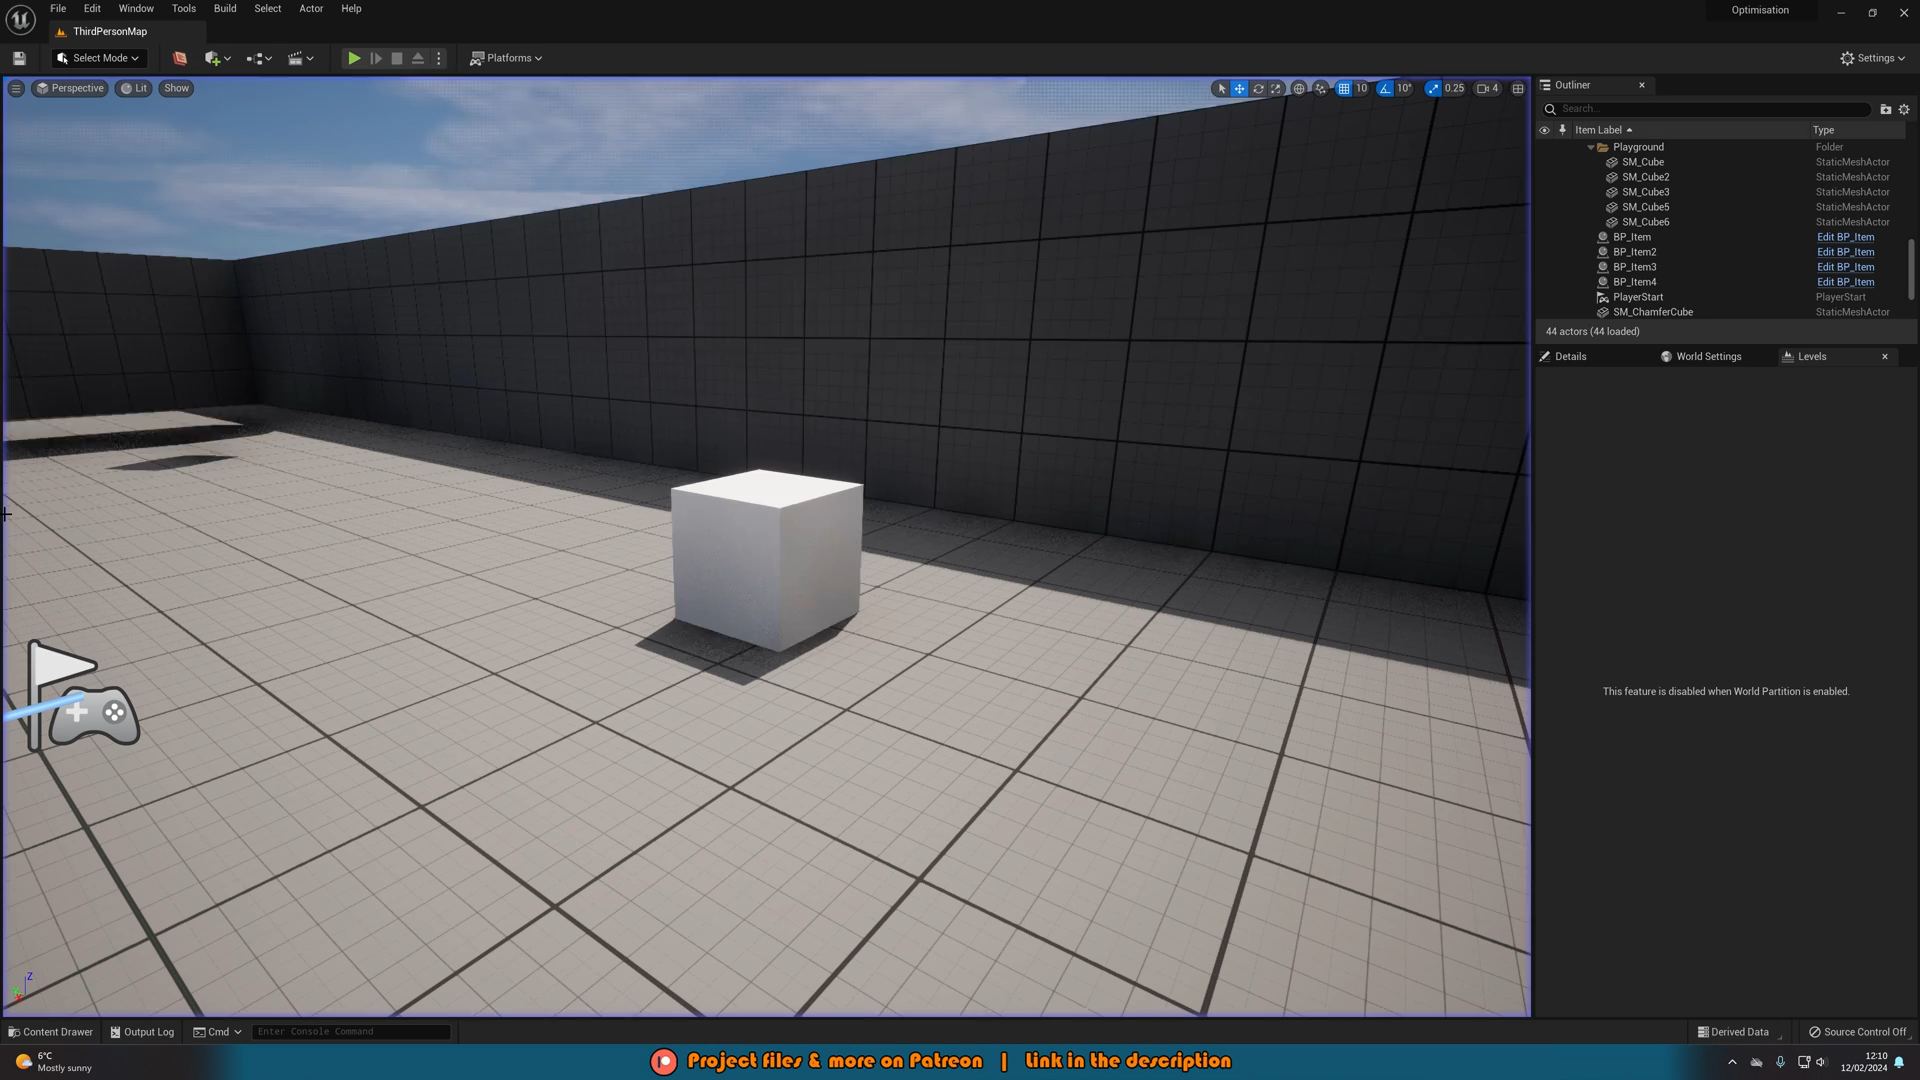 File Edit Window Tools Build Select Actor Help
Optimisation
ThirdPersonMap
Select Mode
Platforms
Settings
Perspective Lit Show
10 10° 0.25 4
Outliner
Search...
Item Label Type
Playground Folder
SM_Cube StaticMeshActor
SM_Cube2 StaticMeshActor
SM_Cube3 StaticMeshActor
SM_Cube5 StaticMeshActor
SM_Cube6 StaticMeshActor
BP_Item Edit BP_Item
BP_Item2 Edit BP_Item
BP_Item3 Edit BP_Item
BP_Item4 Edit BP_Item
PlayerStart PlayerStart
SM_ChamferCube StaticMeshActor
44 actors (44 loaded)
Details World Settings Levels
This feature is disabled when World Partition is enabled.
Z
Content Drawer Output Log Cmd Enter Console Command
Derived Data Source Control Off
6°C
Mostly sunny
Project files & more on Patreon | Link in the description
12:10
12/02/2024